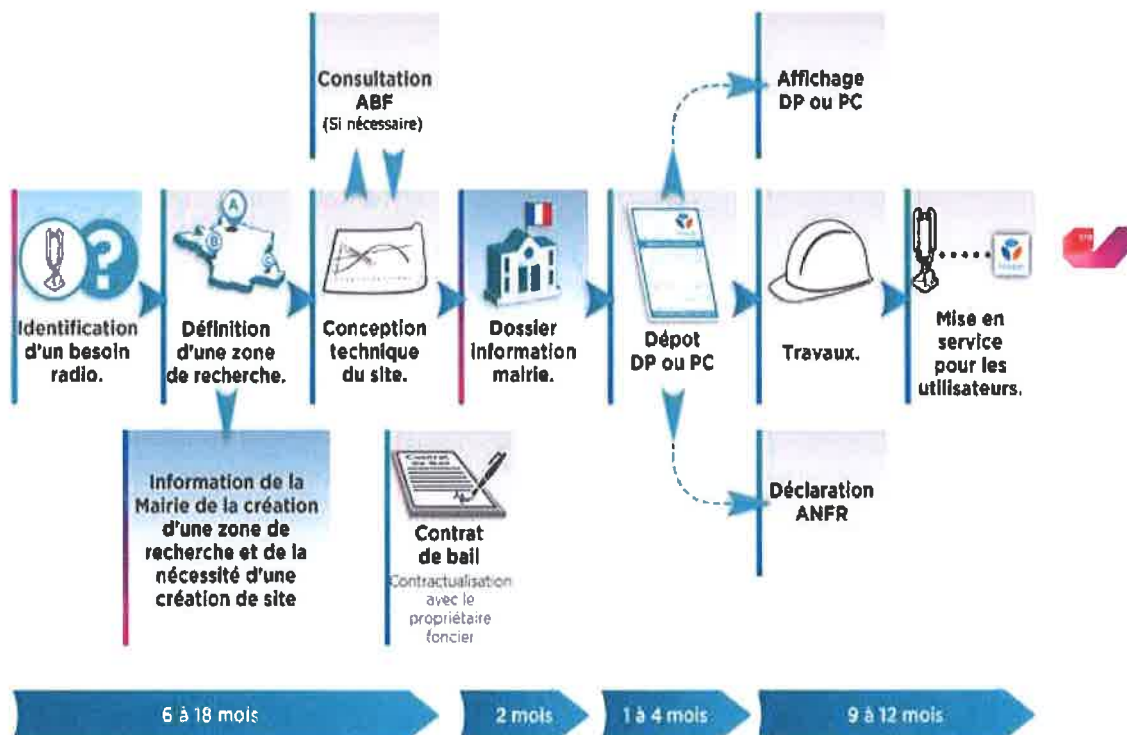 Consultation
ABF
(Si nécessaire)
Affichage
DP ou PC
A
B
C
Identification
d'un besoin
radio.
Définition
d'une zone
de recherche.
Conception
technique
du site.
Dossier
Information
mairie.
Dépot
DP ou PC
Travaux.
Mise en
service
pour les
utilisateurs.
Information de la
Mairie de la création
d'une zone de
recherche et de la
nécessité d'une
création de site
Contrat
de bail
Contrat
de bail
Contractualisation
avec le
propriétaire
foncier
Déclaration
ANFR
6 à 18 mois
2 mois
1 à 4 mois
9 à 12 mois